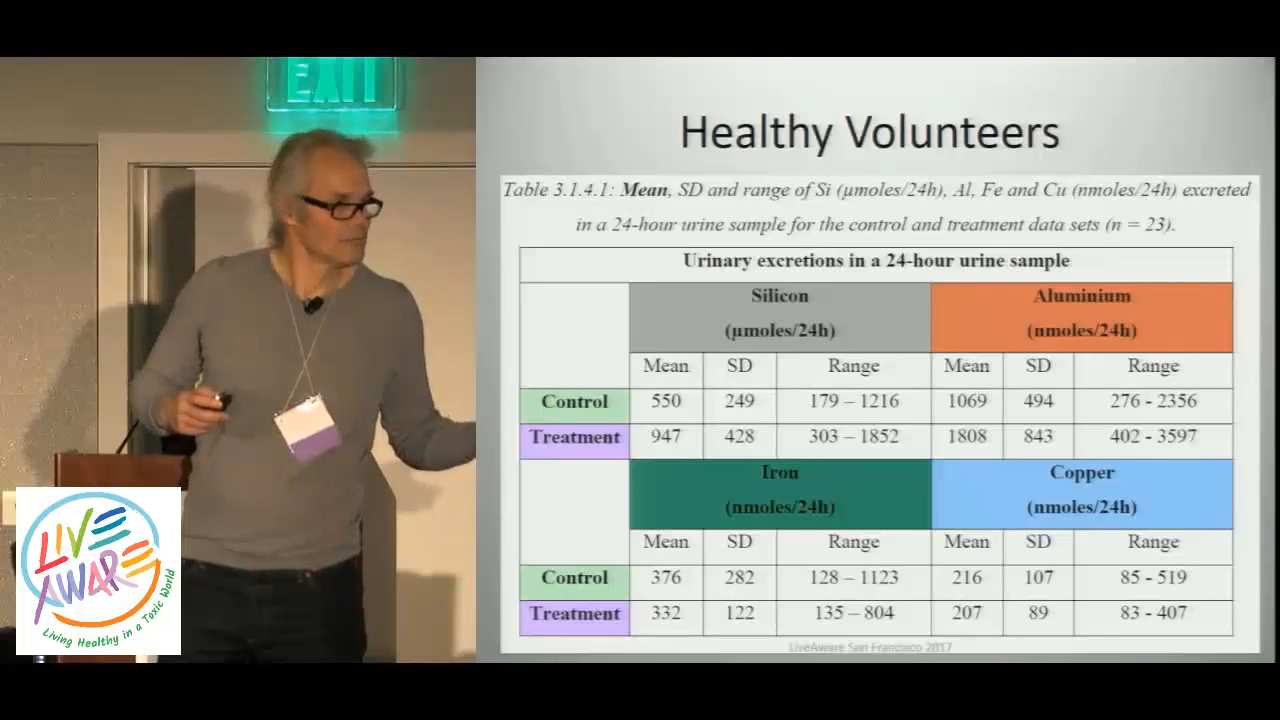 EXIT
Healthy Volunteers
Table 3.1.4.1: Mean, SD and range of Si (µmoles/24h), Al, Fe and Cu (nmoles/24h) excreted
in a 24-hour urine sample for the control and treatment data sets (n = 23).
Urinary excretions in a 24-hour urine sample
Silicon Aluminium
(µmoles/24h) (nmoles/24h)
Mean SD Range Mean SD Range
Control 550 249 179 – 1216 1069 494 276 - 2356
Treatment 947 428 303 – 1852 1808 843 402 - 3597
Iron Copper
(nmoles/24h) (nmoles/24h)
Mean SD Range Mean SD Range
Control 376 282 128 – 1123 216 107 85 - 519
Treatment 332 122 135 – 804 207 89 83 - 407
LiveAware San Francisco 2017
LIVE
AWARE
Living Healthy in a Toxic World